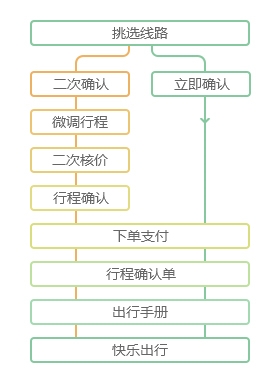 挑选线路
二次确认
立即确认
微调行程
二次核价
行程确认
下单支付
行程确认单
出行手册
快乐出行